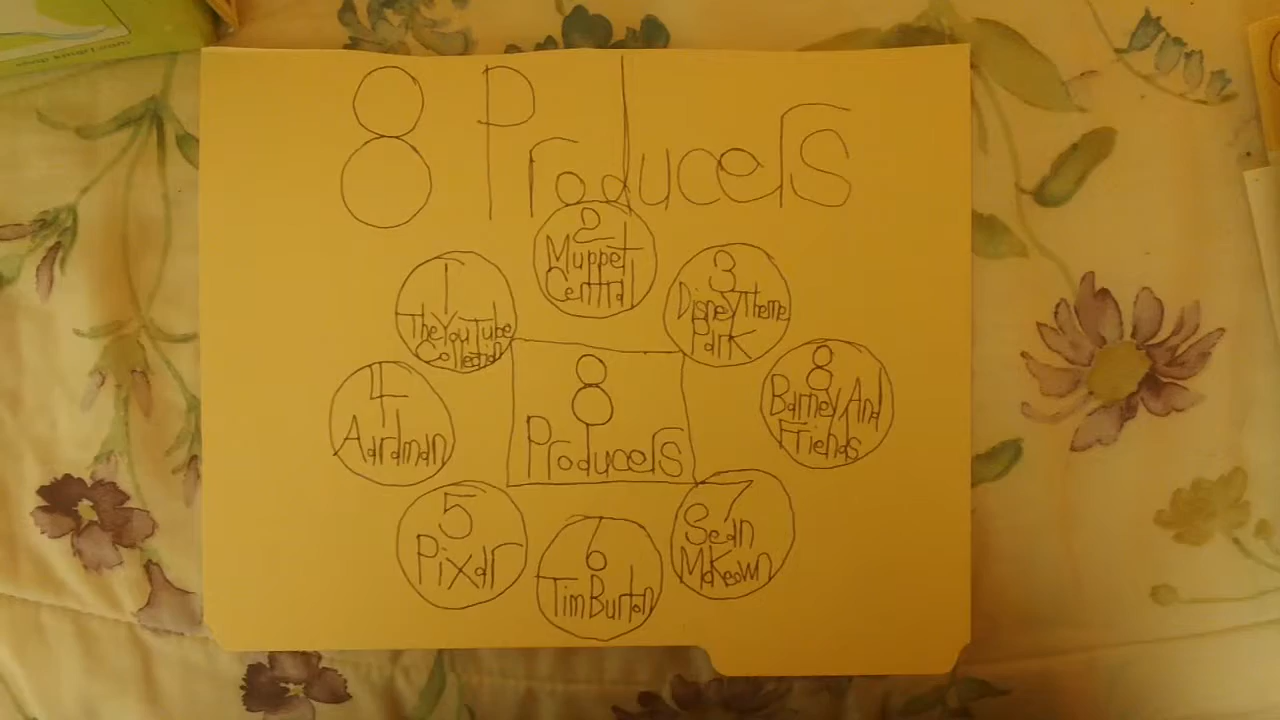 8 Producers
1
The YouTube
Collection
2
Muppet
Central
3
Disney Theme
Park
4
Aardman
8
Producers
8
Barney And
Friends
5
Pixar
6
Tim Burton
7
Sean
McKeown